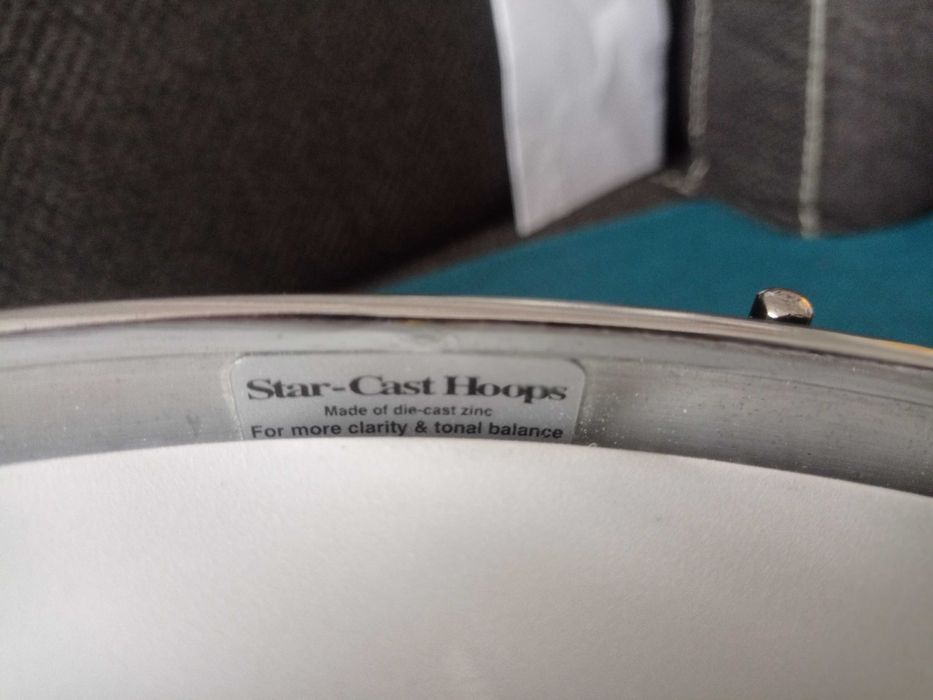 Star-Cast Hoops
Made of die-cast zinc
For more clarity & tonal balance